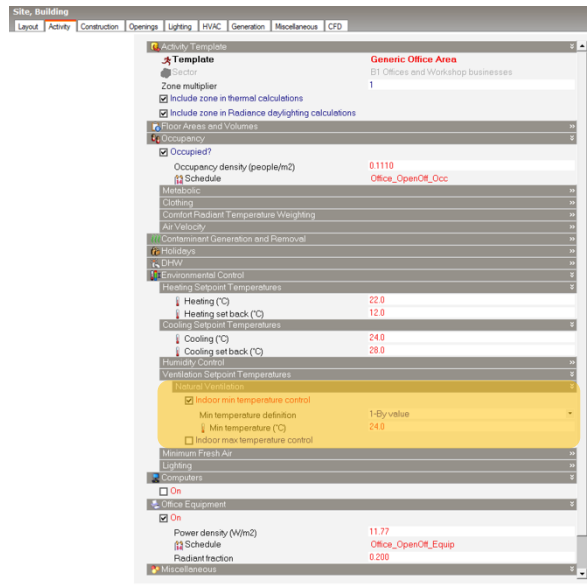 Site, Building
Layout Activity Construction Openings Lighting HVAC Generation Miscellaneous CFD
Activity Template
Template Generic Office Area
Sector B1 Offices and Workshop businesses
Zone multiplier 1
Include zone in thermal calculations
Include zone in Radiance daylighting calculations
Floor Areas and Volumes
Occupancy
Occupied?
Occupancy density (people/m2) 0.1110
Schedule Office_OpenOff_Occ
Metabolic
Clothing
Comfort Radiant Temperature Weighting
Air Velocity
Contaminant Generation and Removal
Holidays
DHW
Environmental Control
Heating Setpoint Temperatures
Heating (°C) 22.0
Heating set back (°C) 12.0
Cooling Setpoint Temperatures
Cooling (°C) 24.0
Cooling set back (°C) 28.0
Humidity Control
Ventilation Setpoint Temperatures
Natural Ventilation
Indoor min temperature control
Min temperature definition 1-By value
Min temperature (°C) 24.0
Indoor max temperature control
Minimum Fresh Air
Lighting
Computers
On
Office Equipment
On
Power density (W/m2) 11.77
Schedule Office_OpenOff_Equip
Radiant fraction 0.200
Miscellaneous